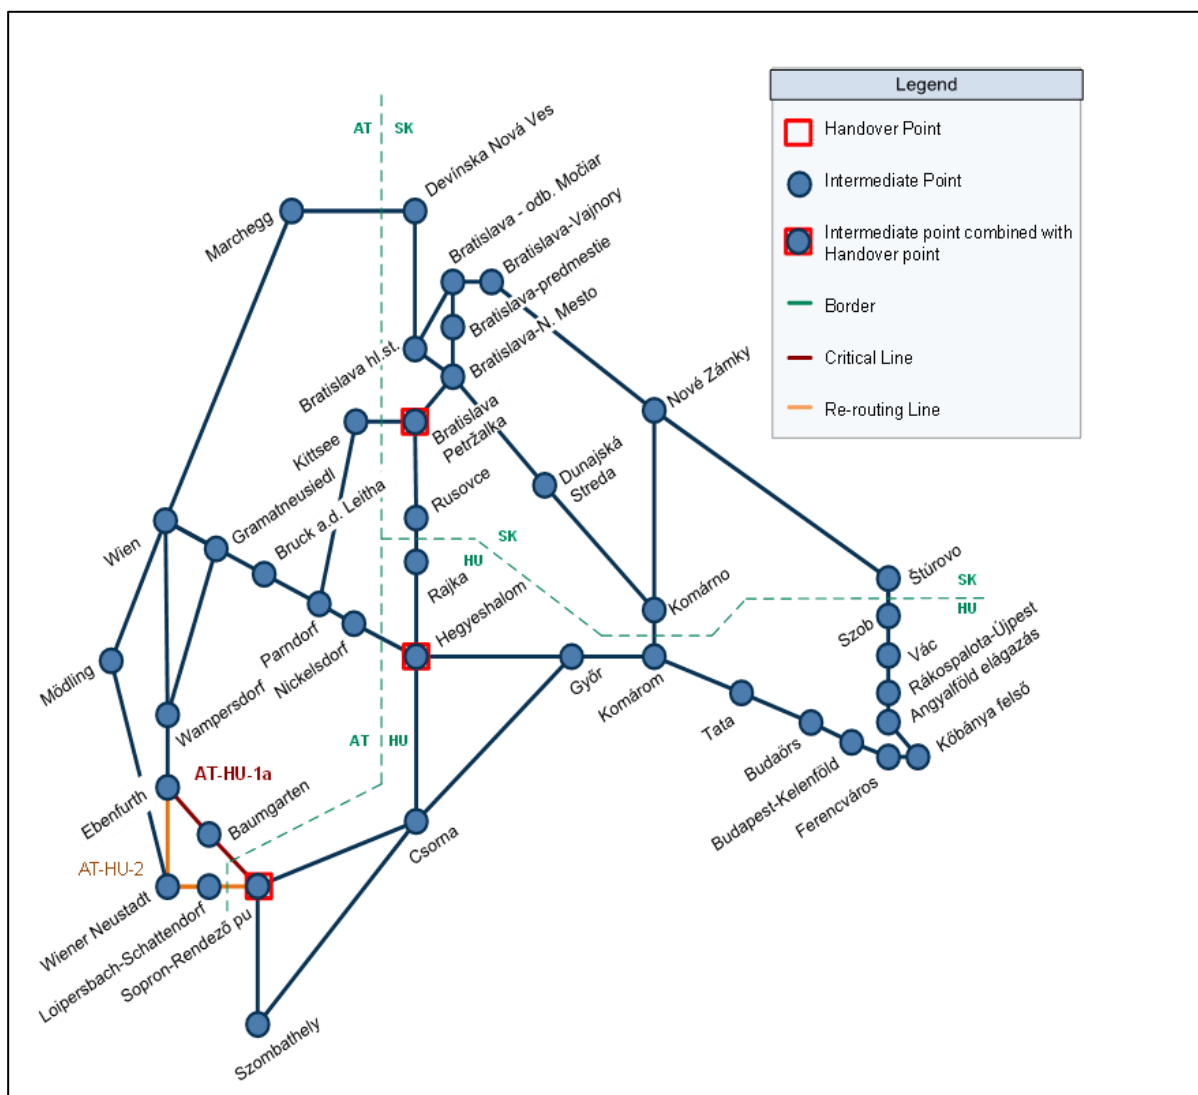 Legend
Handover Point
Intermediate Point
Intermediate point combined with
Handover point
Border
Critical Line
Re-routing Line
AT
SK
Devínska Nová Ves
Marchegg
Bratislava - odb. Močiar
Bratislava-Vajnory
Bratislava-predmestie
Bratislava-N. Mesto
Bratislava hl.st.
Nové Zámky
Kittsee
Bratislava
Petržalka
Dunajská
Streda
Gramatneusiedl
Bruck a.d. Leitha
Rusovce
Wien
SK
HU
Rajka
Štúrovo
SK
HU
Komárno
Szob
Hegyeshalom
Parndorf
Nickelsdorf
Vác
Mödling
Győr
Komárom
Rákospalota-Újpest
Angyalföld elágazás
Kőbánya felső
Wampersdorf
Tata
Budaörs
Budapest-Kelenföld
Ferencváros
AT
HU
AT-HU-1a
Ebenfurth
Baumgarten
Csorna
AT-HU-2
Wiener Neustadt
Loipersbach-Schattendorf
Sopron-Rendező pu
Szombathely